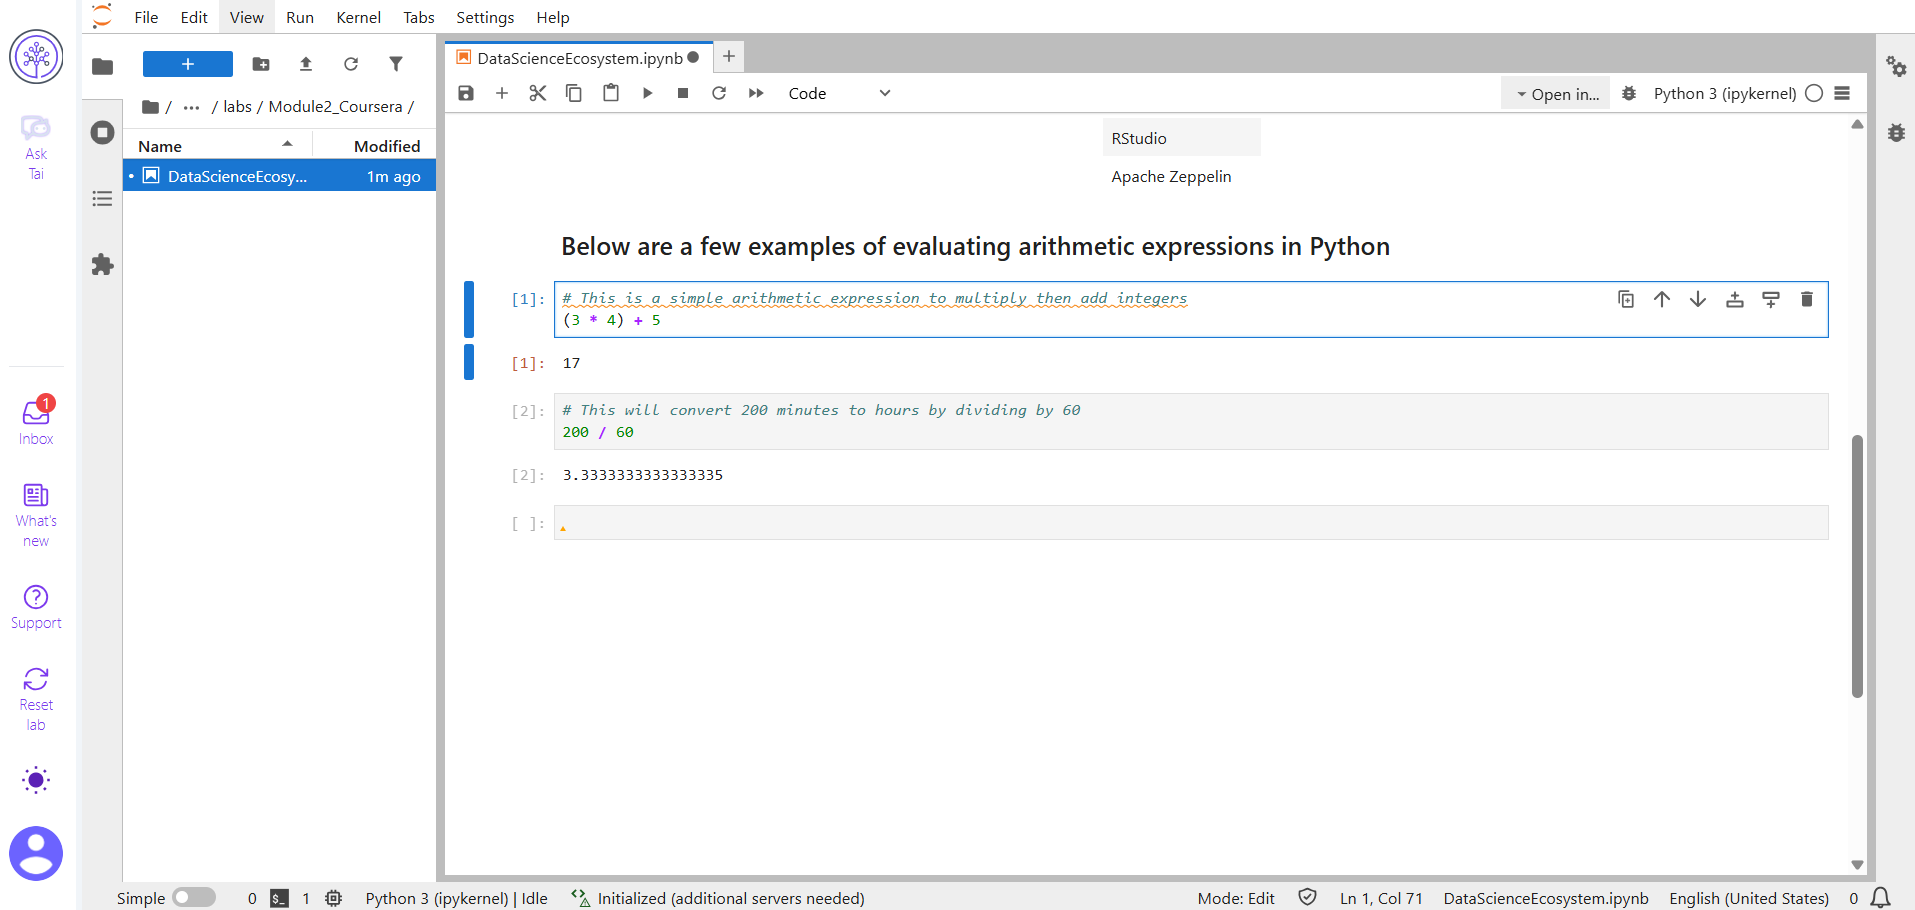 File Edit View Run Kernel Tabs Settings Help
Ask
Tai
Inbox
1
What's
new
Support
Reset
lab
+
/ ... / labs / Module2_Coursera /
Name Modified
DataScienceEcosy... 1m ago
DataScienceEcosystem.ipynb
Code
Open in...
Python 3 (ipykernel)
RStudio
Apache Zeppelin
Below are a few examples of evaluating arithmetic expressions in Python
[1]: # This is a simple arithmetic expression to multiply then add integers
(3 * 4) + 5
[1]: 17
[2]: # This will convert 200 minutes to hours by dividing by 60
200 / 60
[2]: 3.3333333333333335
[ ]:
Simple 0 $_ 1 Python 3 (ipykernel) | Idle Initialized (additional servers needed) Mode: Edit Ln 1, Col 71 DataScienceEcosystem.ipynb English (United States) 0